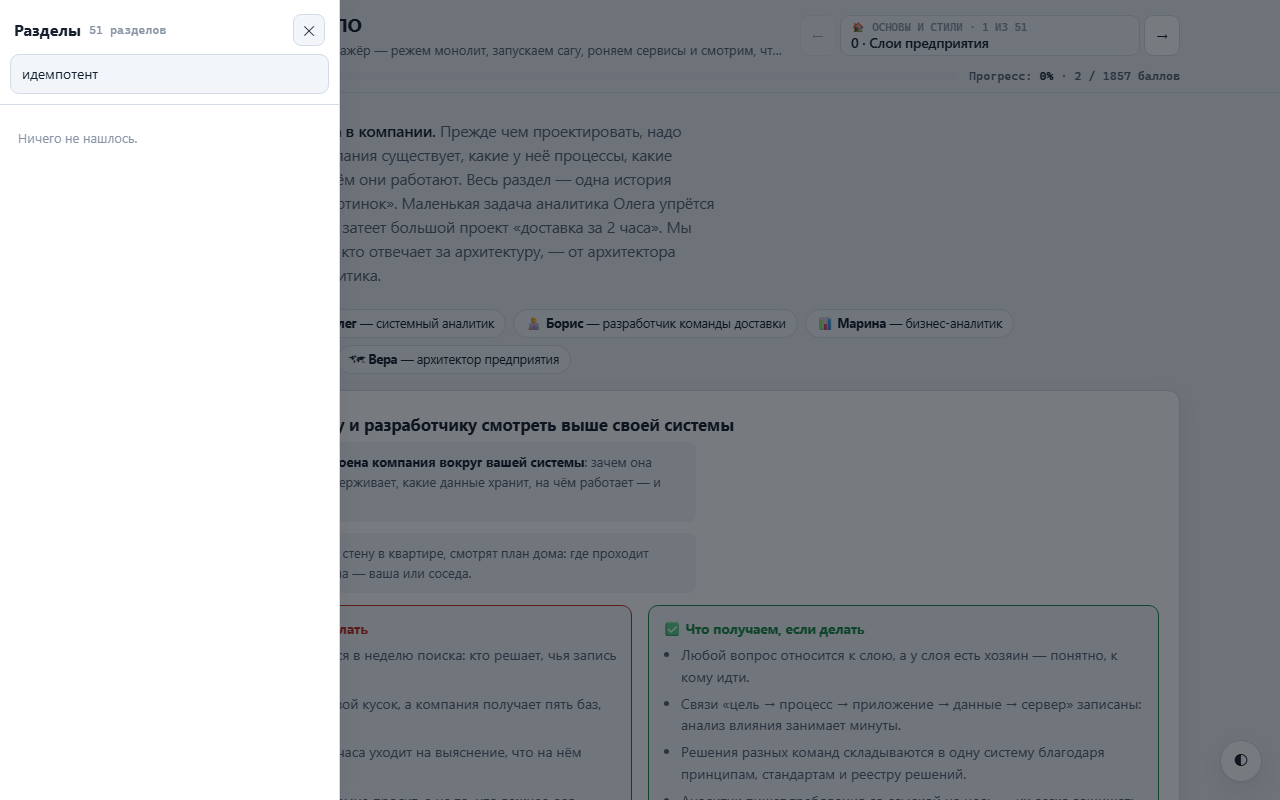 Разделы 51 разделов
идемпотент
Ничего не нашлось.
ПО
ажёр — режем монолит, запускаем сагу, роняем сервисы и смотрим, чт…
←
ОСНОВЫ И СТИЛИ · 1 ИЗ 51
0 · Слои предприятия
→
Прогресс: 0% · 2 / 1857 баллов
в компании. Прежде чем проектировать, надо
пания существует, какие у неё процессы, какие
ём они работают. Весь раздел — одна история
отинок». Маленькая задача аналитика Олега упрётся
затеет большой проект «доставка за 2 часа». Мы
кто отвечает за архитектуру, — от архитектора
итика.
лег — системный аналитик
Борис — разработчик команды доставки
Марина — бизнес-аналитик
Вера — архитектор предприятия
у и разработчику смотреть выше своей системы
оена компания вокруг вашей системы: зачем она
ерживает, какие данные хранит, на чём работает — и
стену в квартире, смотрят план дома: где проходит
на — ваша или соседа.
лать
ся в неделю поиска: кто решает, чья запись
вой кусок, а компания получает пять баз,
часа уходит на выяснение, что на нём
✅ Что получаем, если делать
• Любой вопрос относится к слою, а у слоя есть хозяин — понятно, к
кому идти.
• Связи «цель → процесс → приложение → данные → сервер» записаны:
анализ влияния занимает минуты.
• Решения разных команд складываются в одну систему благодаря
принципам, стандартам и реестру решений.